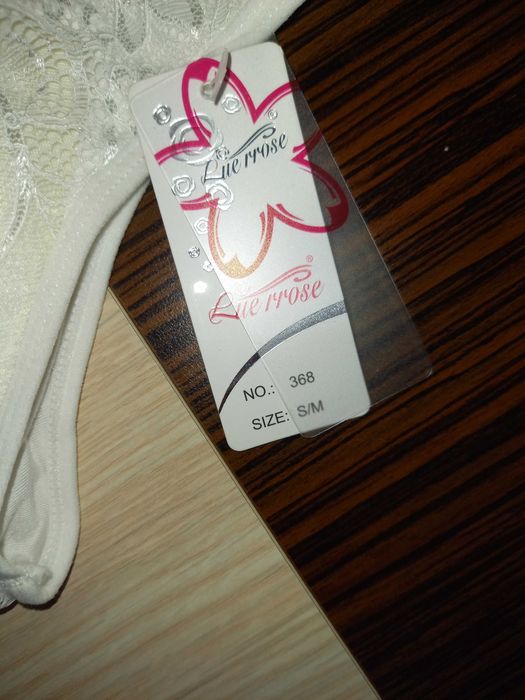 Lue rrose
Lue rrose®
NO.: 368
SIZE: S/M